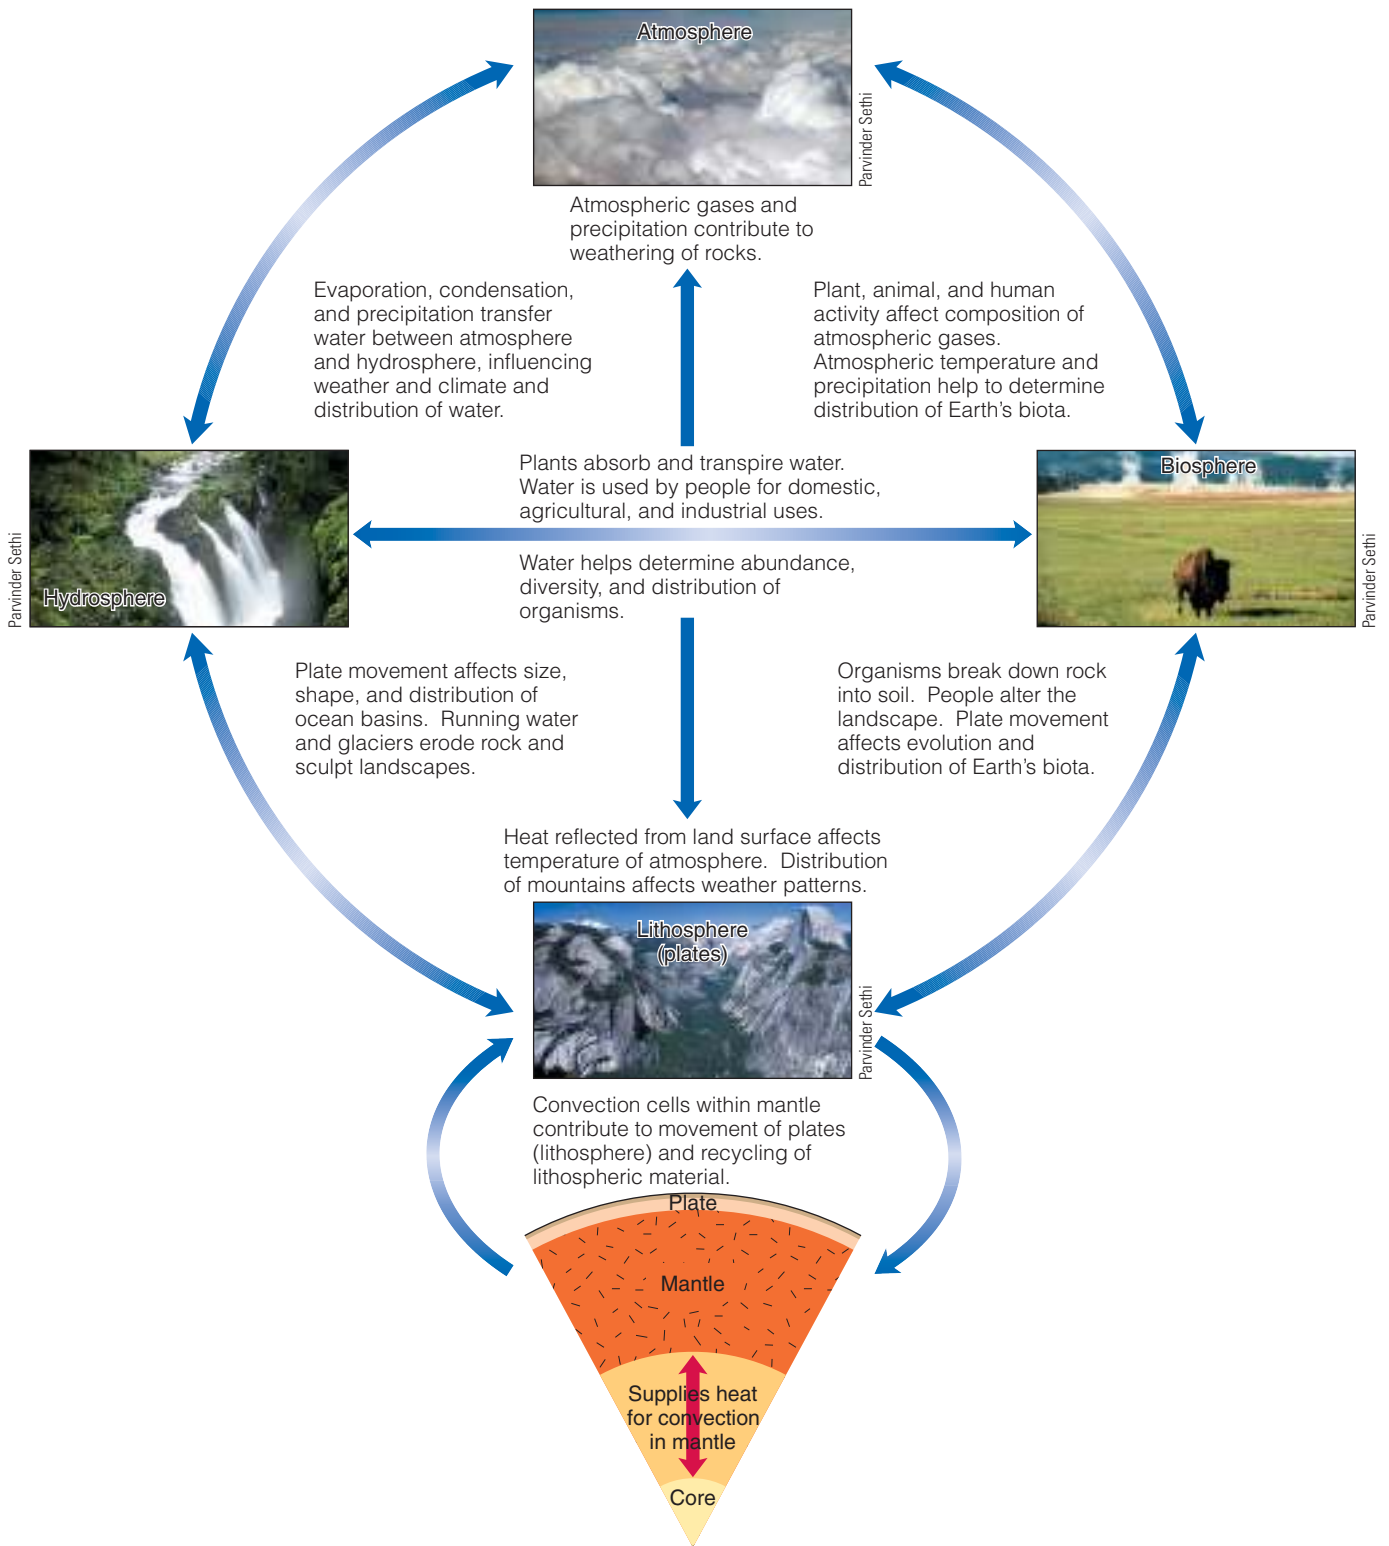 Atmosphere
Parvinder Sethi
Atmospheric gases and
precipitation contribute to
weathering of rocks.
Evaporation, condensation,
and precipitation transfer
water between atmosphere
and hydrosphere, influencing
weather and climate and
distribution of water.
Plant, animal, and human
activity affect composition of
atmospheric gases.
Atmospheric temperature and
precipitation help to determine
distribution of Earth's biota.
Parvinder Sethi
Hydrosphere
Plants absorb and transpire water.
Water is used by people for domestic,
agricultural, and industrial uses.
Water helps determine abundance,
diversity, and distribution of
organisms.
Biosphere
Parvinder Sethi
Plate movement affects size,
shape, and distribution of
ocean basins. Running water
and glaciers erode rock and
sculpt landscapes.
Organisms break down rock
into soil. People alter the
landscape. Plate movement
affects evolution and
distribution of Earth's biota.
Heat reflected from land surface affects
temperature of atmosphere. Distribution
of mountains affects weather patterns.
Lithosphere
(plates)
Parvinder Sethi
Convection cells within mantle
contribute to movement of plates
(lithosphere) and recycling of
lithospheric material.
Plate
Mantle
Supplies heat
for convection
in mantle
Core